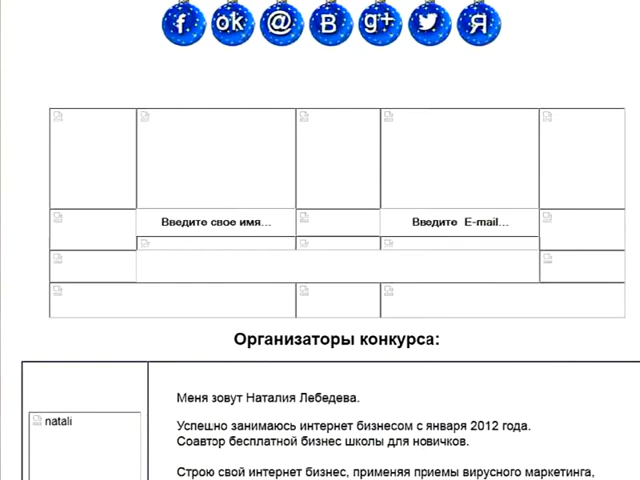 f ok @ B g+ Я
Введите свое имя...
Введите E-mail...
Организаторы конкурса:
Меня зовут Наталия Лебедева.
natali
Успешно занимаюсь интернет бизнесом с января 2012 года.
Соавтор бесплатной бизнес школы для новичков.
Строю свой интернет бизнес, применяя приемы вирусного маркетинга,